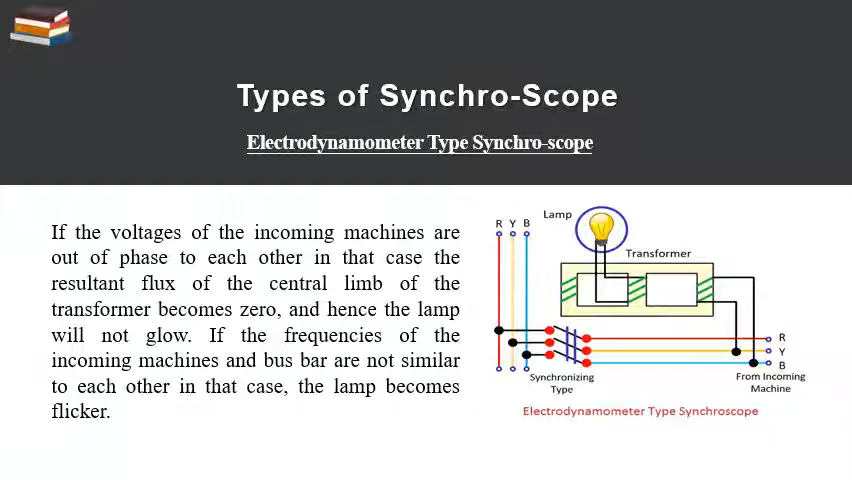 Types of Synchro-Scope
Electrodynamometer Type Synchro-scope
If the voltages of the incoming machines are
out of phase to each other in that case the
resultant flux of the central limb of the
transformer becomes zero, and hence the lamp
will not glow. If the frequencies of the
incoming machines and bus bar are not similar
to each other in that case, the lamp becomes
flicker.
Lamp
R Y B
Transformer
R
Y
B
Synchronizing
Type
From Incoming
Machine
Electrodynamometer Type Synchroscope